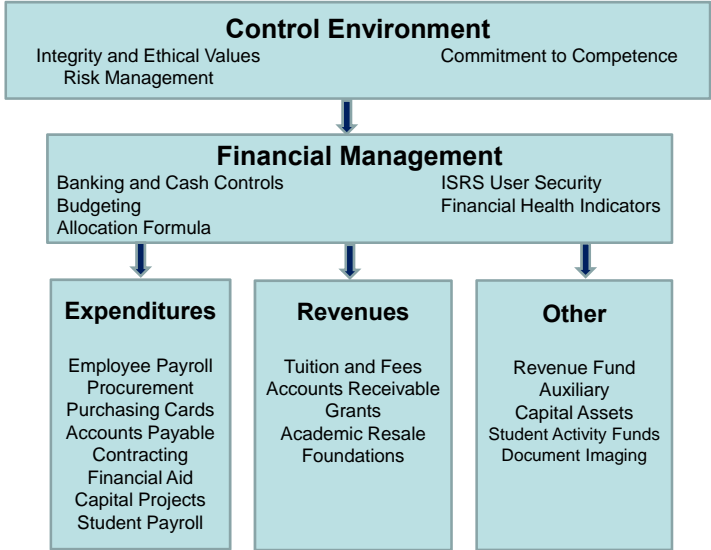 Control Environment
Integrity and Ethical Values Commitment to Competence
Risk Management
Financial Management
Banking and Cash Controls ISRS User Security
Budgeting Financial Health Indicators
Allocation Formula
Expenditures
Employee Payroll
Procurement
Purchasing Cards
Accounts Payable
Contracting
Financial Aid
Capital Projects
Student Payroll
Revenues
Tuition and Fees
Accounts Receivable
Grants
Academic Resale
Foundations
Other
Revenue Fund
Auxiliary
Capital Assets
Student Activity Funds
Document Imaging